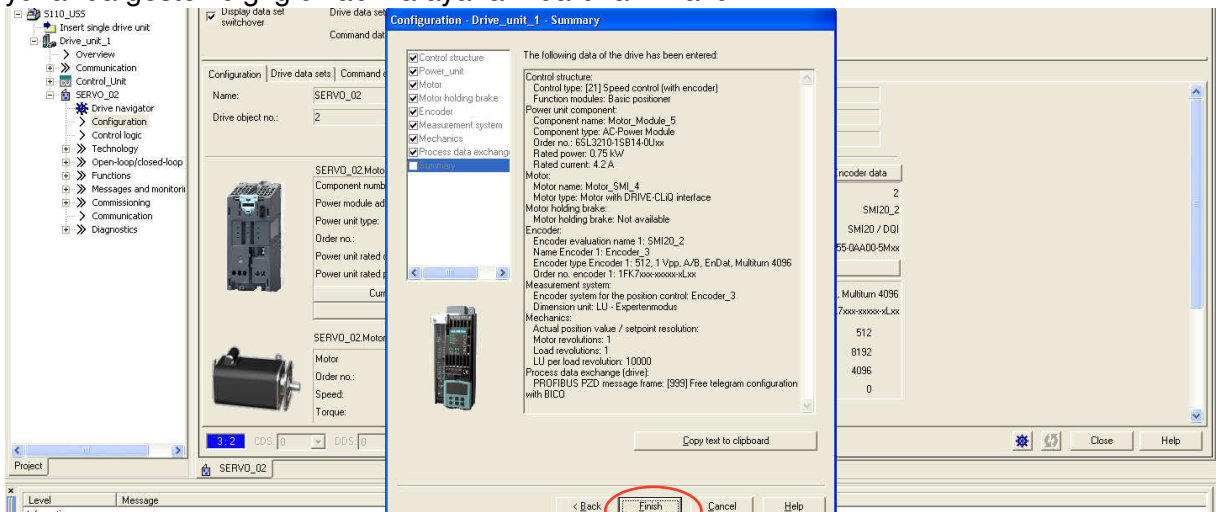 S110_USS
Insert single drive unit
Drive_unit_1
Overview
Communication
Control_Unit
SERVO_02
Drive navigator
Configuration
Control logic
Technology
Open-loop/closed-loop
Functions
Messages and monitori
Commissioning
Communication
Diagnostics
Project
Display data set
switchover
Drive data set
Command dat
Configuration
Drive data sets
Command
Name:
SERVO_02
Drive object no.:
2
SERVO_02.Moto
Component numb
Power module ad
Power unit type:
Order no.:
Power unit rated
Power unit rated p
Curr
SERVO_02.Motor
Motor
Order no.:
Speed:
Torque:
3:2
CDS: 0
DDS: 0
SERVO_02
Configuration - Drive_unit_1 - Summary
Control structure
Power_unit
Motor
Motor holding brake
Encoder
Measurement system
Mechanics
Process data exchang
Summary
The following data of the drive has been entered:
Control structure:
Control type: [21] Speed control (with encoder)
Function modules: Basic positioner
Power unit component:
Component name: Motor_Module_5
Component type: AC-Power Module
Order no.: 6SL3210-1SB14-0Uxx
Rated power: 0.75 kW
Rated current: 4.2 A
Motor:
Motor name: Motor_SMI_4
Motor type: Motor with DRIVE-CLiQ interface
Motor holding brake:
Motor holding brake: Not available
Encoder:
Encoder evaluation name 1: SMI20_2
Name Encoder 1: Encoder_3
Encoder type Encoder 1: 512, 1 Vpp, A/B, EnDat, Multiturn 4096
Order no. encoder 1: 1FK7xxx-xxxxx-xLxx
Measurement system:
Encoder system for the position control: Encoder_3
Dimension unit: LU - Expertenmodus
Mechanics:
Actual position value / setpoint resolution:
Motor revolutions: 1
Load revolutions: 1
LU per load revolution: 10000
Process data exchange (drive):
PROFIBUS PZD message frame: [999] Free telegram configuration
with BICO
Copy text to clipboard
< Back
Finish
Cancel
Help
ncoder data
2
SMI20_2
SMI20 / DQI
55-0AA00-5Mxx
, Multiturn 4096
7xxx-xxxxx-xLxx
512
8192
4096
0
Close
Help
Level
Message